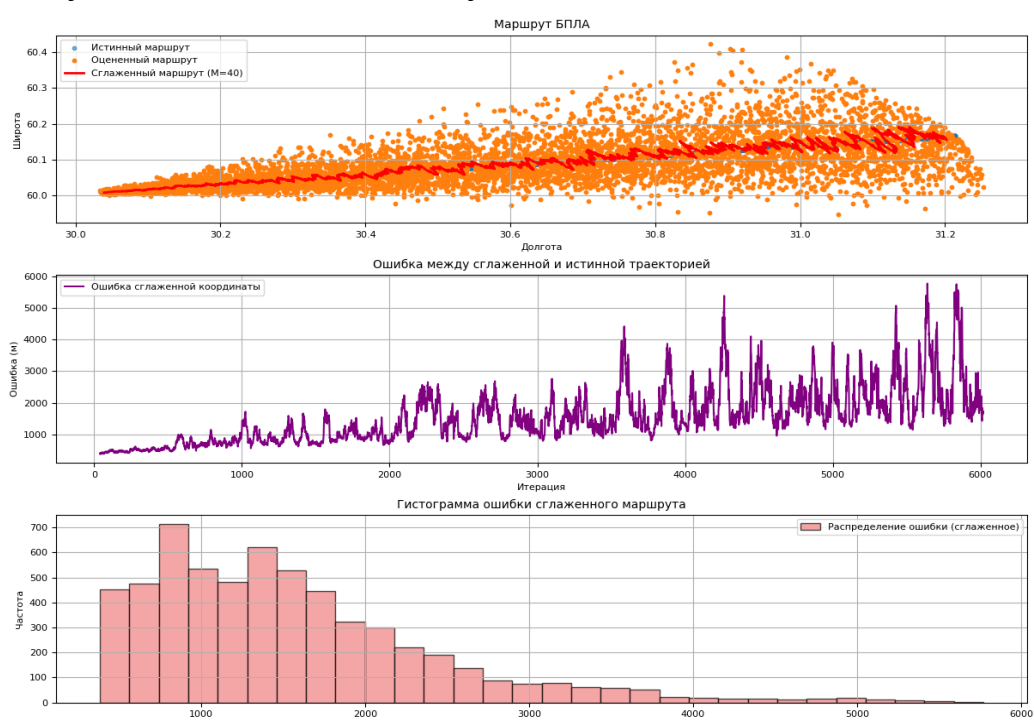 Маршрут БПЛА
Истинный маршрут
Оцененный маршрут
Сглаженный маршрут (M=40)
Широта
60.4
60.3
60.2
60.1
60.0
30.0 30.2 30.4 30.6 30.8 31.0 31.2
Долгота
Ошибка между сглаженной и истинной траекторией
Ошибка сглаженной координаты
Ошибка (м)
6000
5000
4000
3000
2000
1000
0 1000 2000 3000 4000 5000 6000
Итерация
Гистограмма ошибки сглаженного маршрута
Распределение ошибки (сглаженное)
Частота
700
600
500
400
300
200
100
0
1000 2000 3000 4000 5000 6000